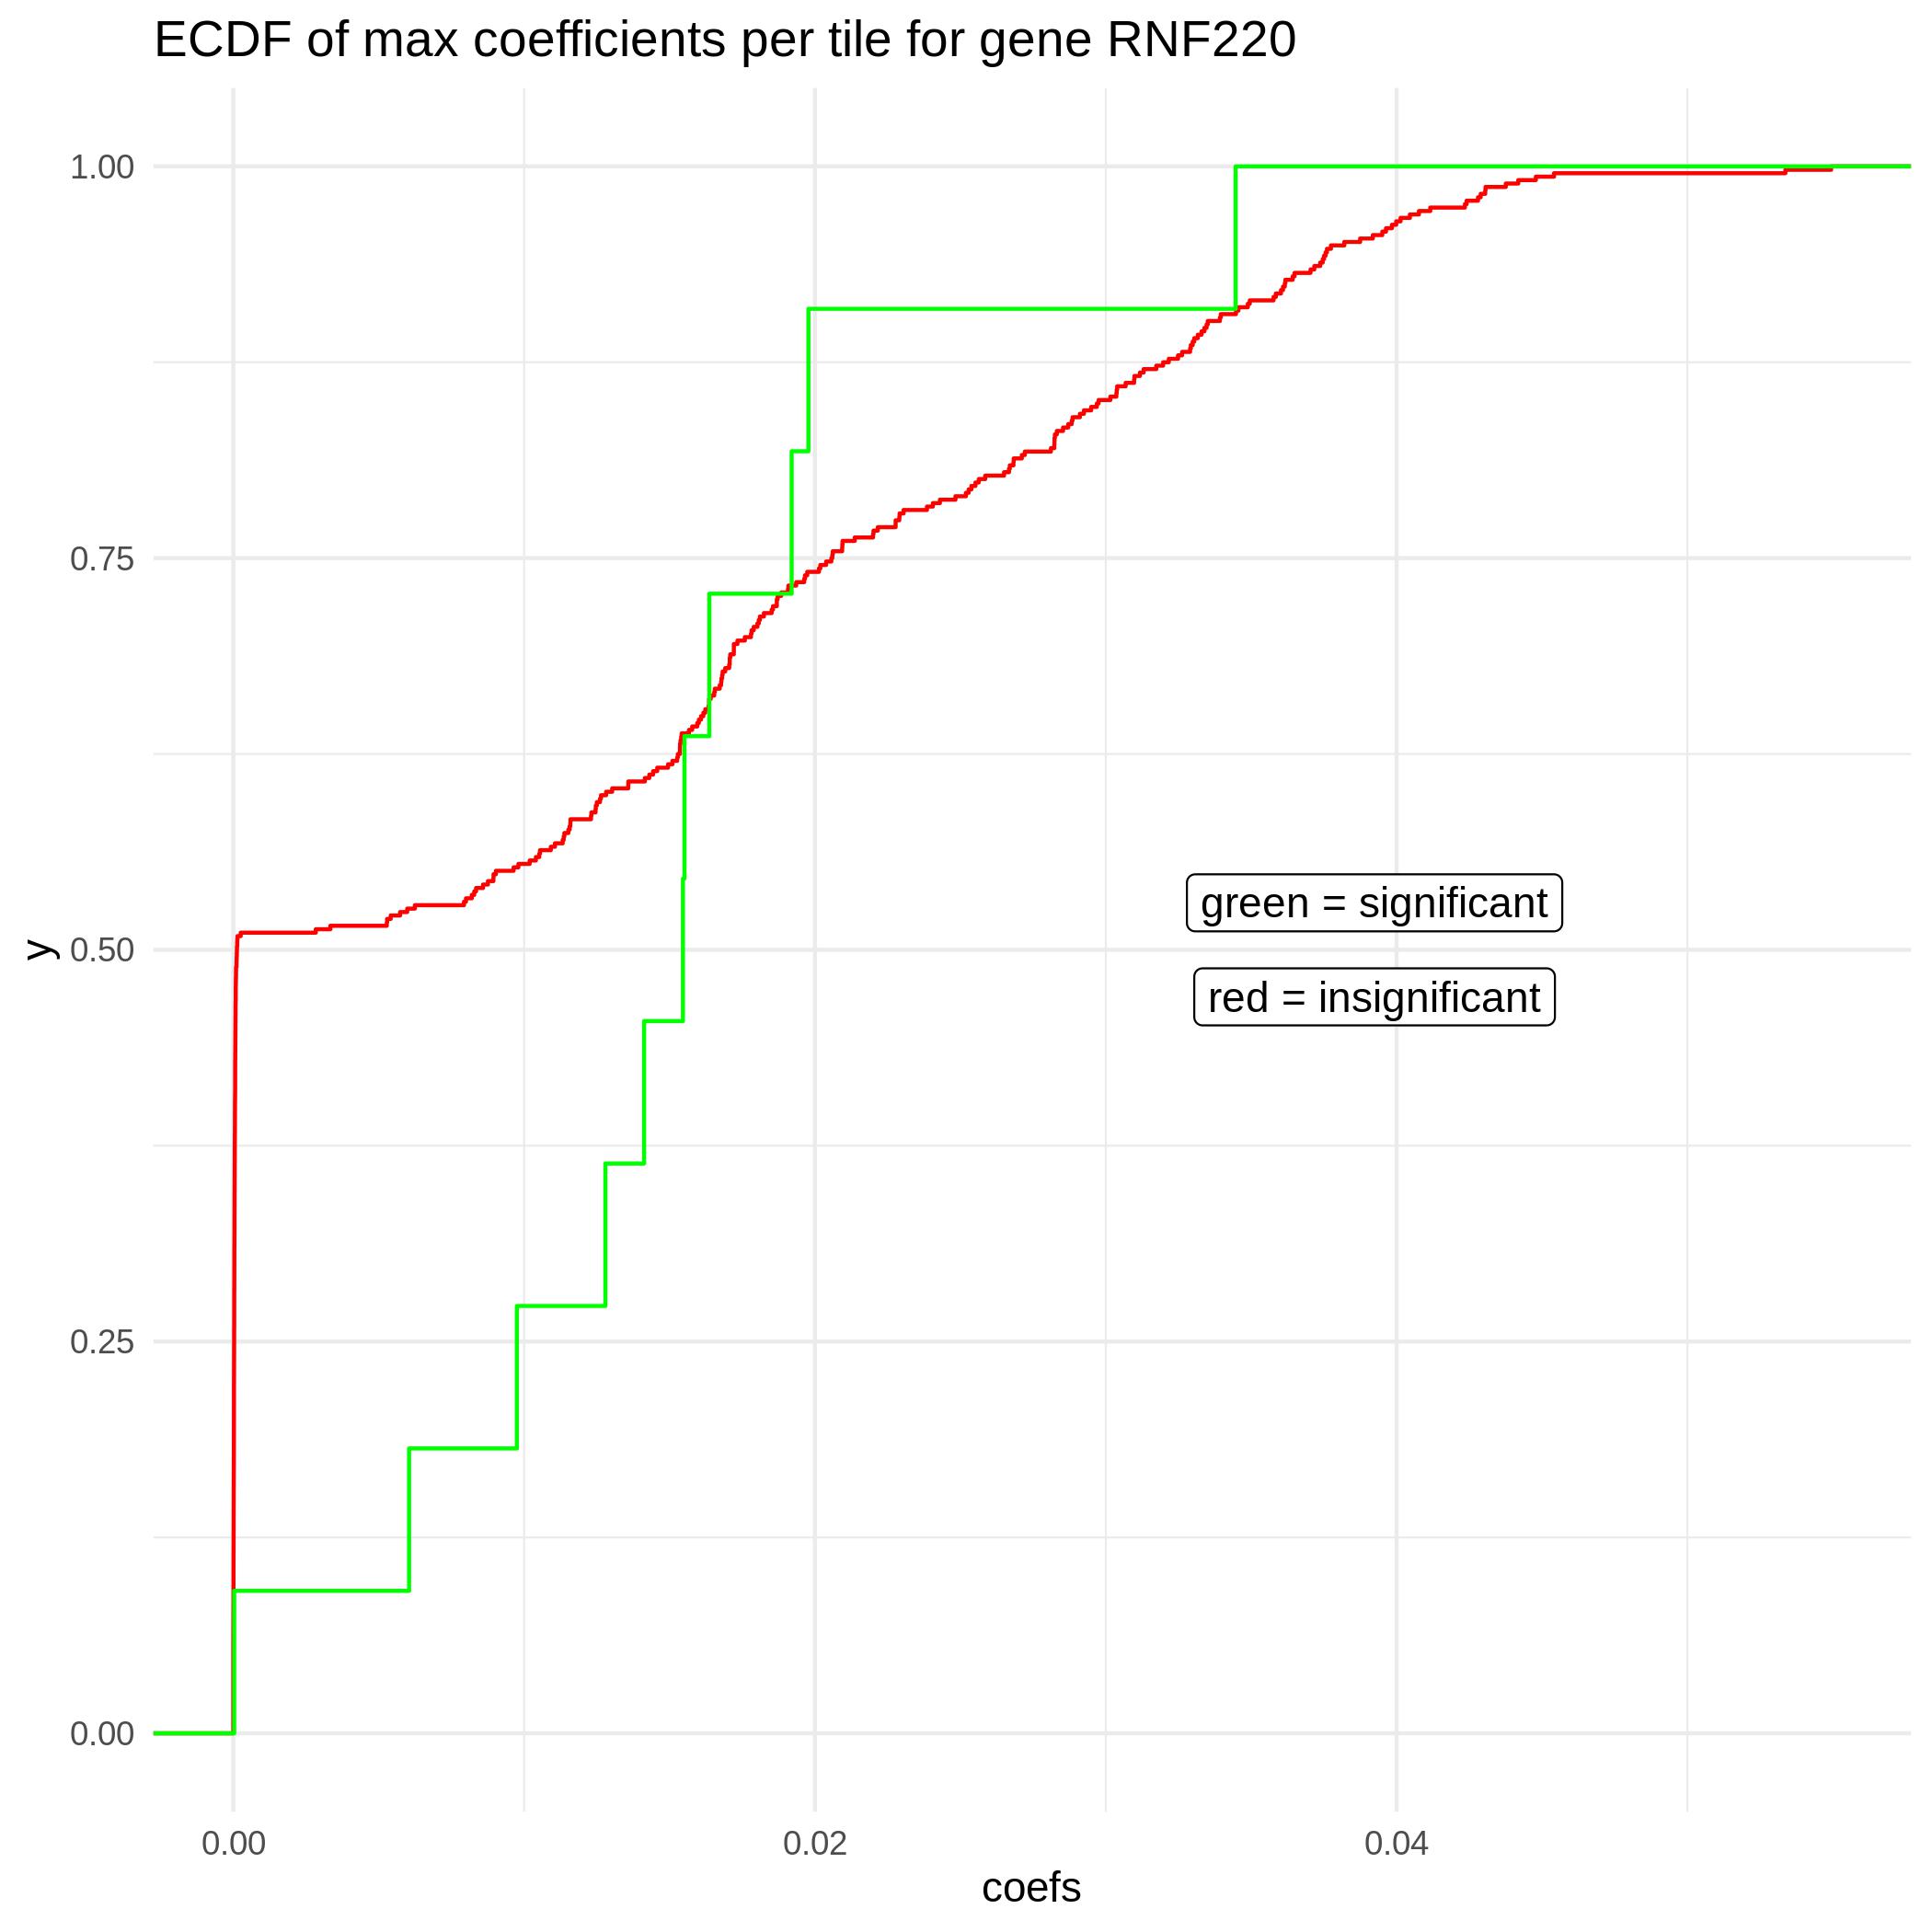 ECDF of max coefficients per tile for gene RNF220
1.00
0.75
0.50
0.25
0.00
y
green = significant
red = insignificant
0.00 0.02 0.04
coefs